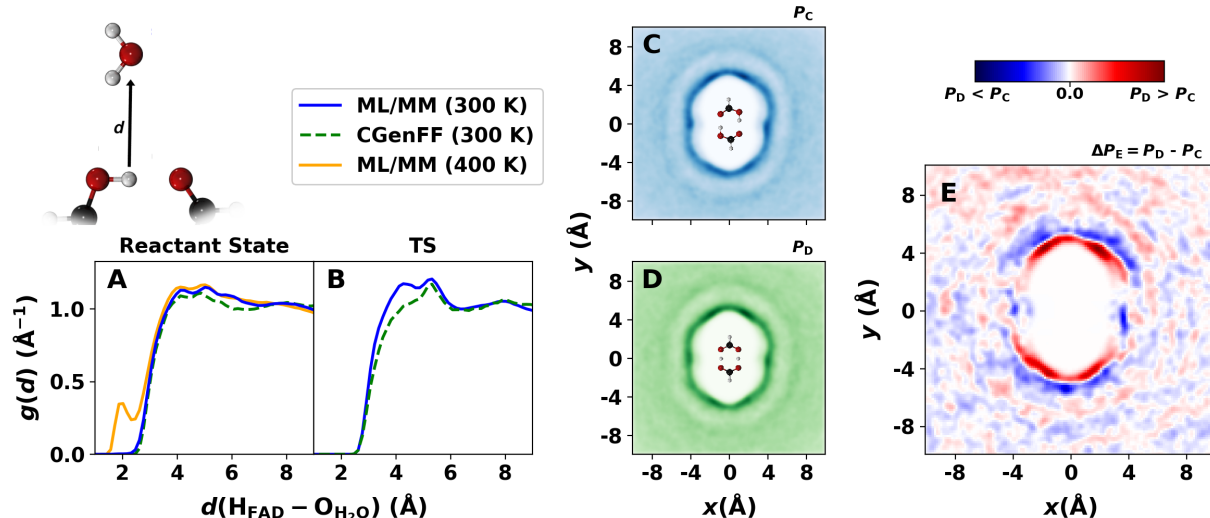 d
ML/MM (300 K)
CGenFF (300 K)
ML/MM (400 K)
Reactant State
TS
A
B
g(d) (Å⁻¹)
1.0
0.5
0.0
2 4 6 8 2 4 6 8
d(H_FAD − O_H₂O) (Å)
P_C
C
8
4
0
-4
-8
y (Å)
P_D
D
8
4
0
-4
-8
-8 -4 0 4 8
x(Å)
P_D < P_C 0.0 P_D > P_C
ΔP_E = P_D - P_C
E
8
4
0
-4
-8
y (Å)
-8 -4 0 4 8
x(Å)